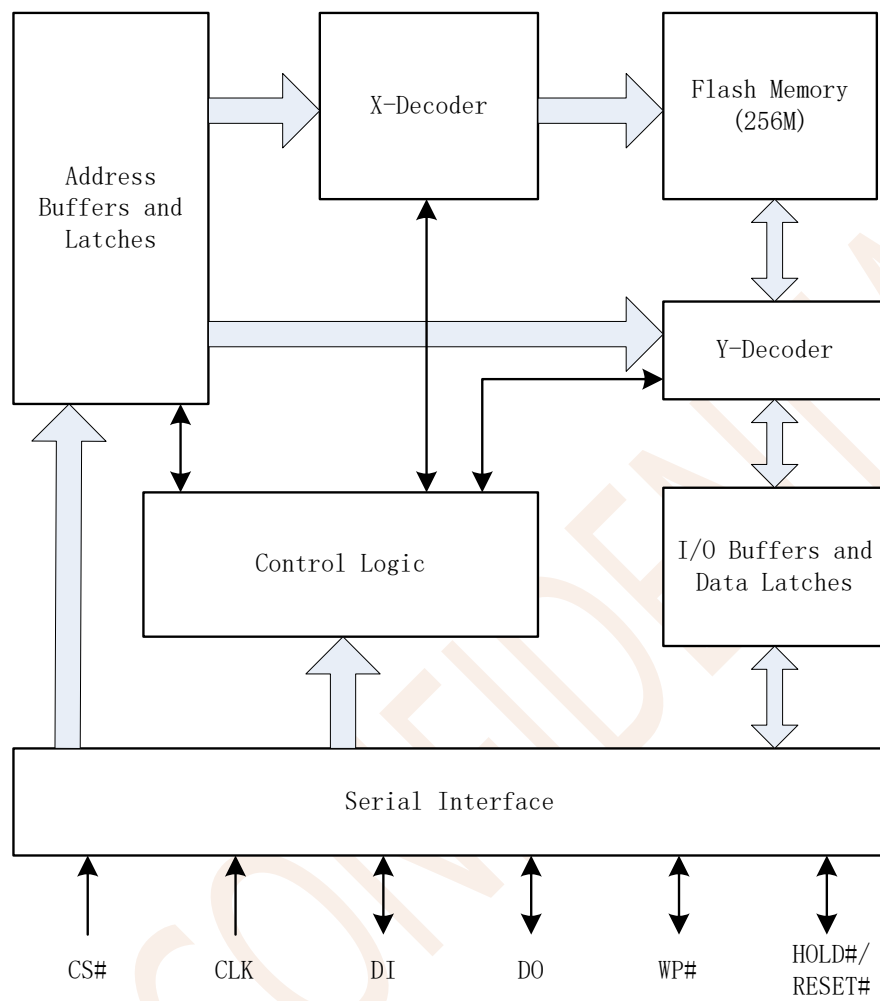 Address
Buffers and
Latches
X-Decoder
Flash Memory
(256M)
Y-Decoder
Control Logic
I/O Buffers and
Data Latches
Serial Interface
CS#
CLK
DI
DO
WP#
HOLD#/
RESET#
CONFIDENTIA